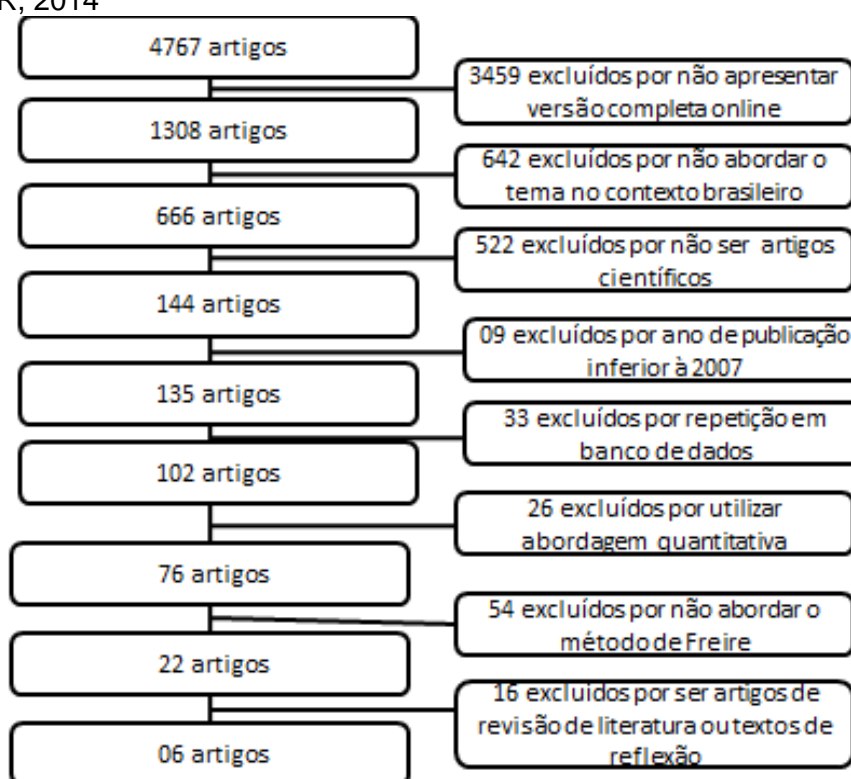 R, 2014
4767 artigos
3459 excluídos por não apresentar
versão completa online
1308 artigos
642 excluídos por não abordar o
tema no contexto brasileiro
666 artigos
522 excluídos por não ser artigos
científicos
144 artigos
09 excluídos por ano de publicação
inferior à 2007
135 artigos
33 excluídos por repetição em
banco de dados
102 artigos
26 excluídos por utilizar
abordagem quantitativa
76 artigos
54 excluídos por não abordar o
método de Freire
22 artigos
16 excluidos por ser artigos de
revisão de literatura ou textos de
reflexão
06 artigos